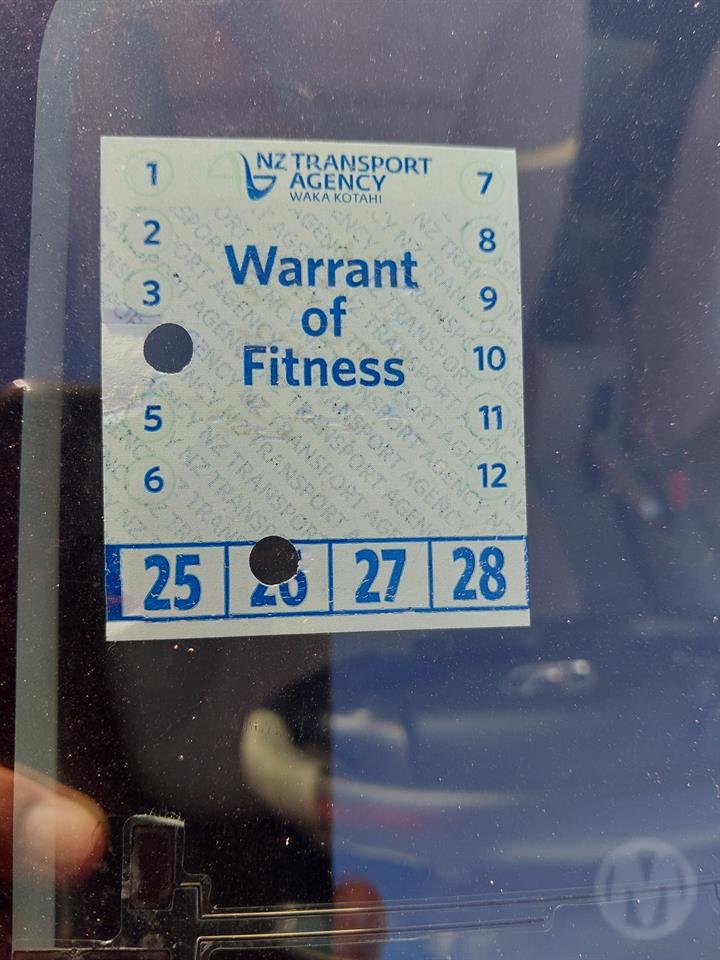 NZ TRANSPORT
AGENCY
WAKA KOTAHI
1
7
2
8
Warrant
of
Fitness
3
9
10
5
11
6
12
25
26
27
28
M